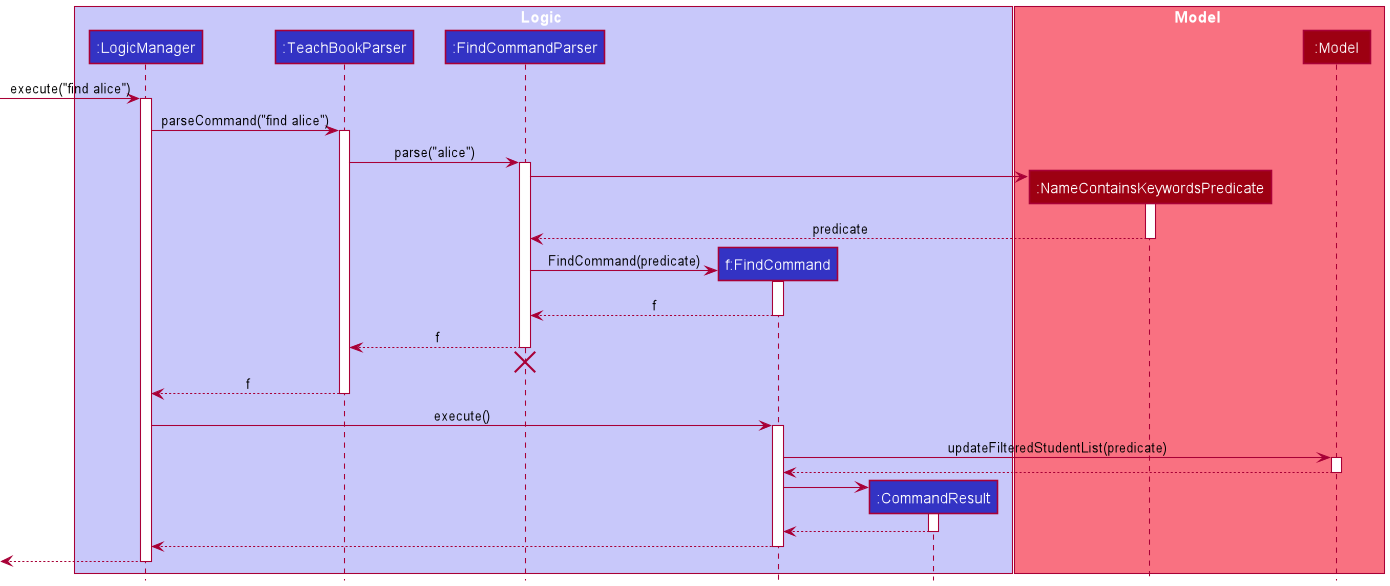 Logic
Model
:LogicManager
:TeachBookParser
:FindCommandParser
:Model
execute("find alice")
parseCommand("find alice")
parse("alice")
:NameContainsKeywordsPredicate
predicate
FindCommand(predicate)
f:FindCommand
f
f
f
execute()
updateFilteredStudentList(predicate)
:CommandResult